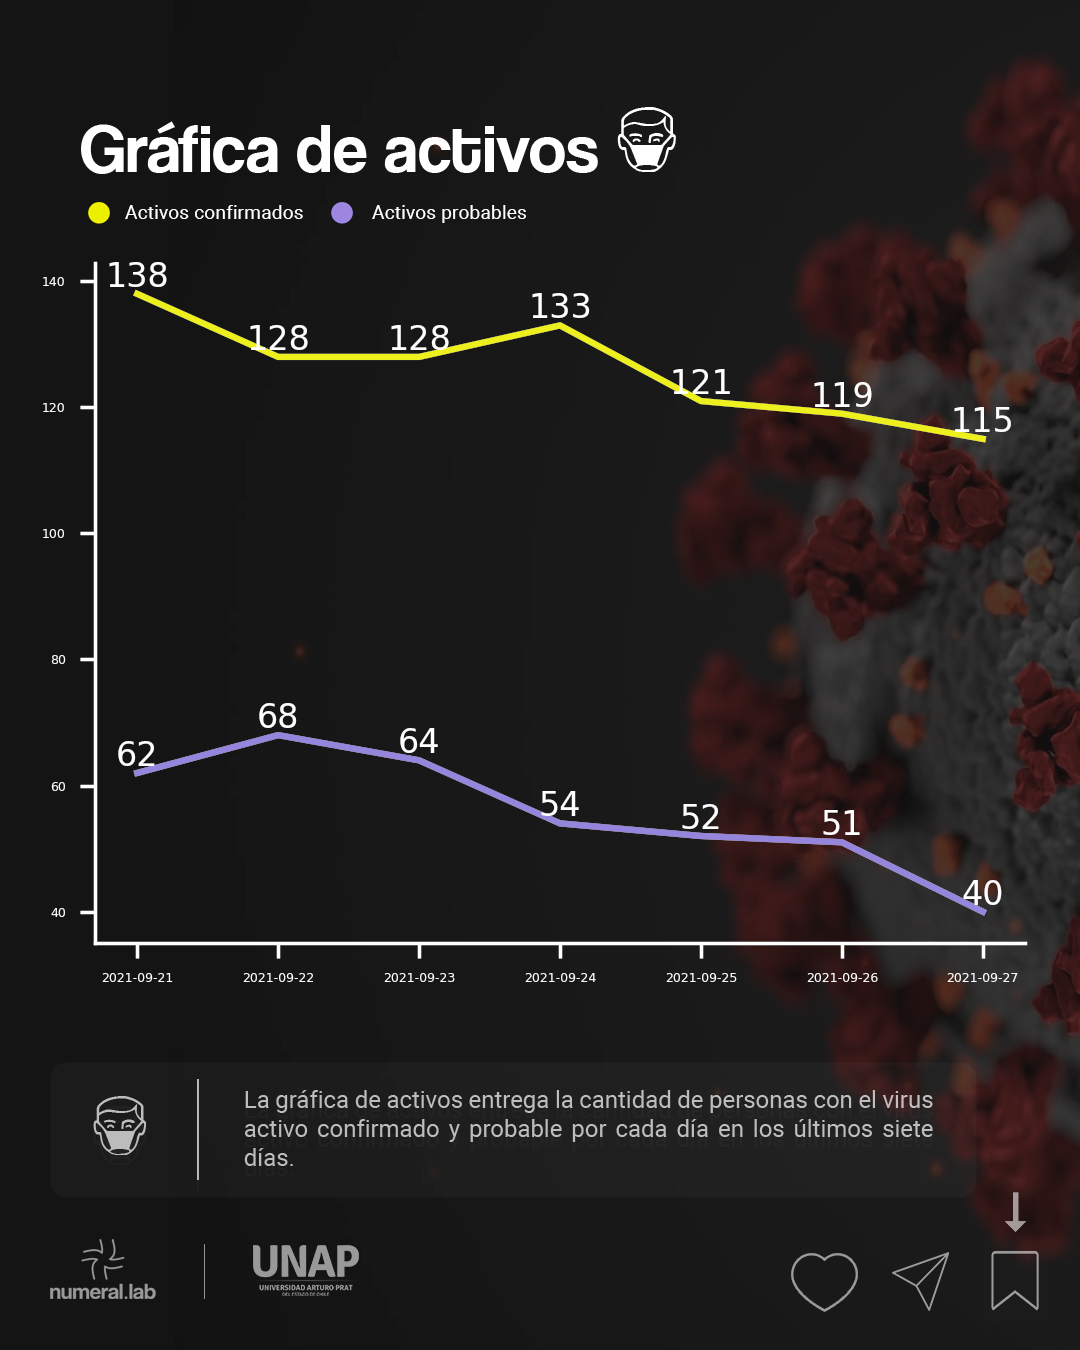 Gráfica de activos
Activos confirmados Activos probables
140
120
100
80
60
40
138
128
128
133
121
119
115
62
68
64
54
52
51
40
2021-09-21 2021-09-22 2021-09-23 2021-09-24 2021-09-25 2021-09-26 2021-09-27
La gráfica de activos entrega la cantidad de personas con el virus
activo confirmado y probable por cada día en los últimos siete
días.
numeral.lab
UNAP
UNIVERSIDAD ARTURO PRAT
DEL ESTADO DE CHILE